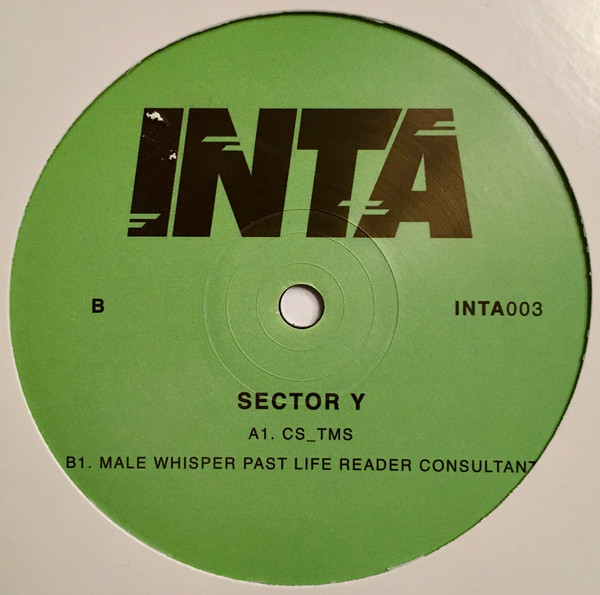 INTA
B INTA003
SECTOR Y
A1. CS_TMS
B1. MALE WHISPER PAST LIFE READER CONSULTANT